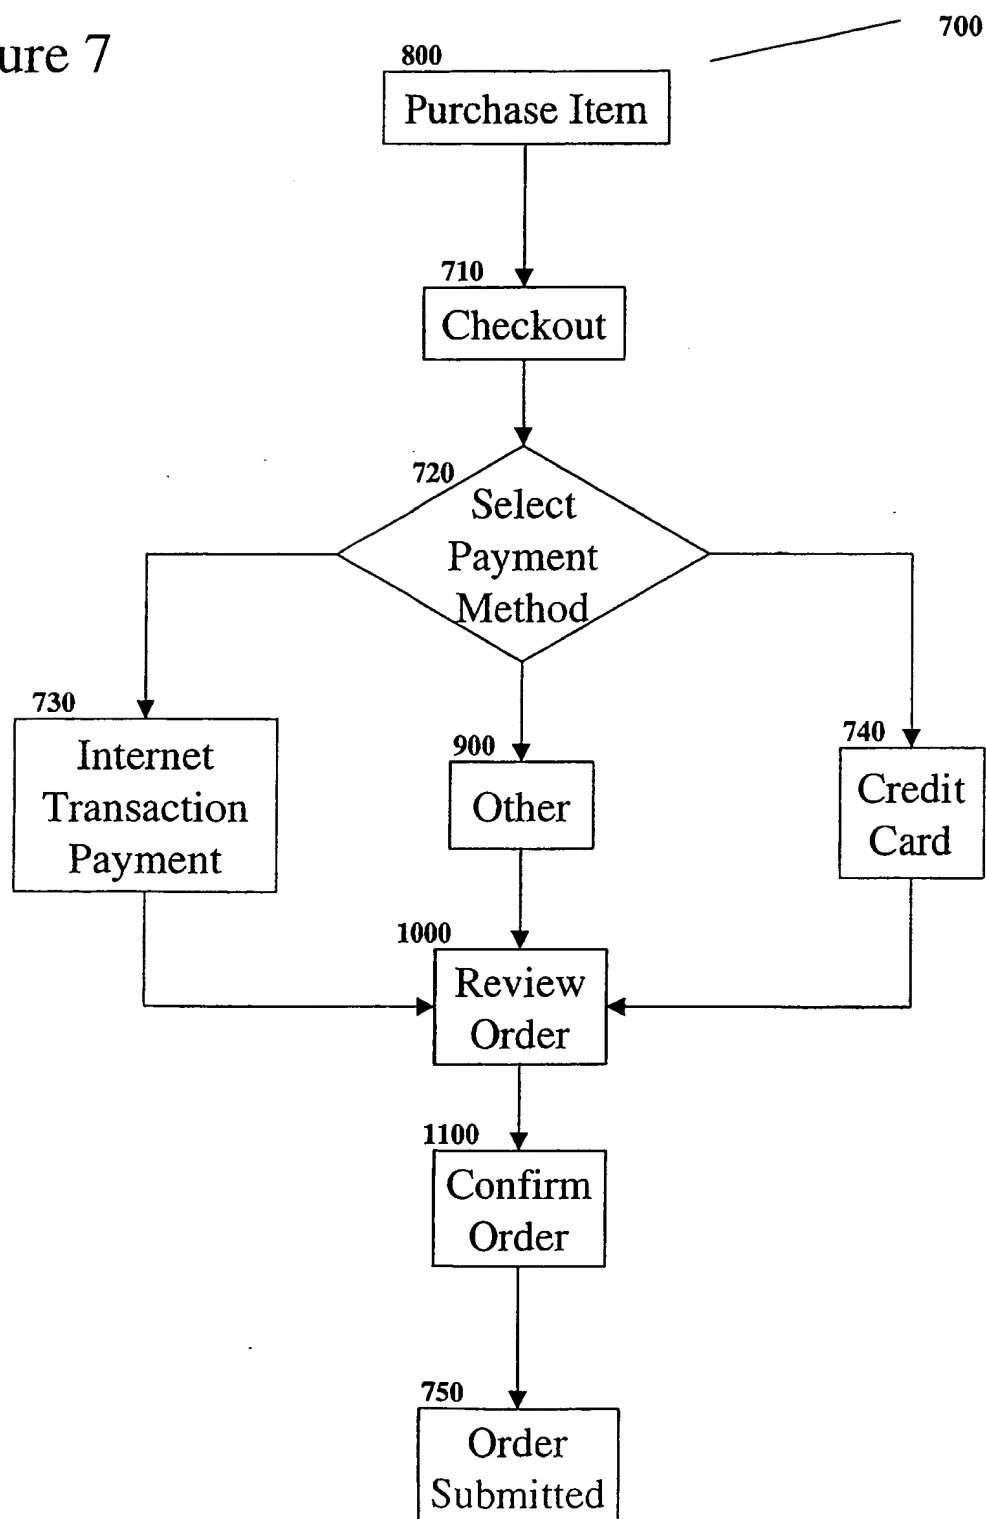 ure 7
700
800
Purchase Item
710
Checkout
720
Select
Payment
Method
730
Internet
Transaction
Payment
900
Other
740
Credit
Card
1000
Review
Order
1100
Confirm
Order
750
Order
Submitted